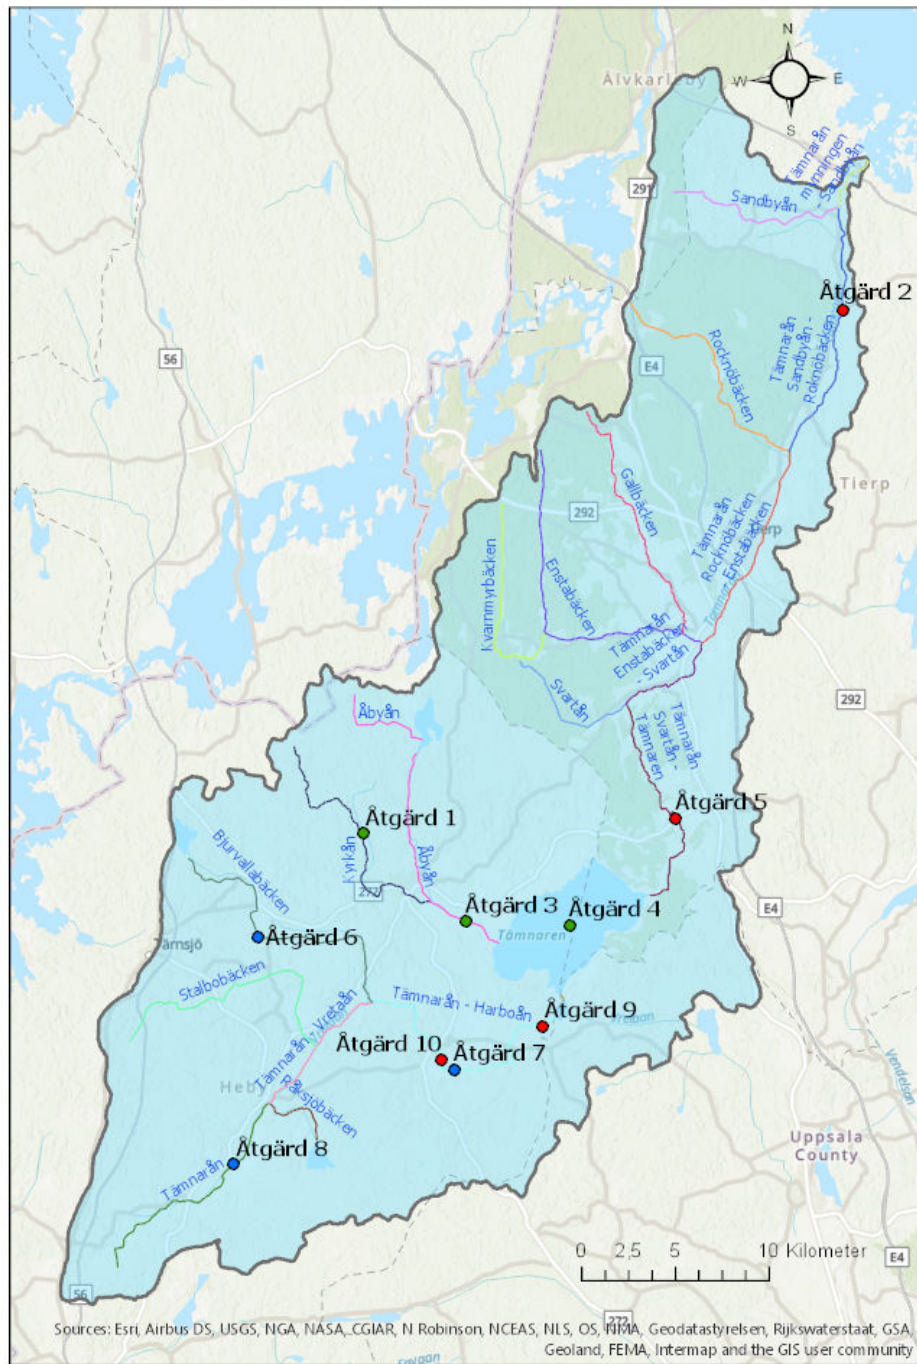 N
W
E
S
Älvkarleby
Tämnarån
mynningen
- Sandbyån
291
Sandbyån
Åtgärd 2
56
E4
Rocknöbäcken
Tämnarån
Sandbyån -
Roknöbäcken
Tierp
292
Gallbäcken
Tämnarån
Rocknöbäcken
- Enstabäcken
Kvarnmyrbäcken
Enstabäcken
Tämnarån
Enstabäcken
- Svartån
Svartån
292
Tämnarån
Svartån -
Tämnaren
Åbyån
Åtgärd 1
Åtgärd 5
Kyrkån
Åbyån
272
Bjurvallabäcken
E4
Åtgärd 3
Åtgärd 4
Tämnaren
Åtgärd 6
Tärnsjö
Stalbobäcken
Tämnarån - Harboån
Åtgärd 9
Tämnarån - Vretaån
Åtgärd 10
Åtgärd 7
Heby
Råksjöbäcken
Vendelsån
Uppsala
County
Åtgärd 8
Tämnarån
0 2,5 5 10 Kilometer
E4
56
272
Sources: Esri, Airbus DS, USGS, NGA, NASA, CGIAR, N Robinson, NCEAS, NLS, OS, NMA, Geodatastyrelsen, Rijkswaterstaat, GSA,
Geoland, FEMA, Intermap and the GIS user community